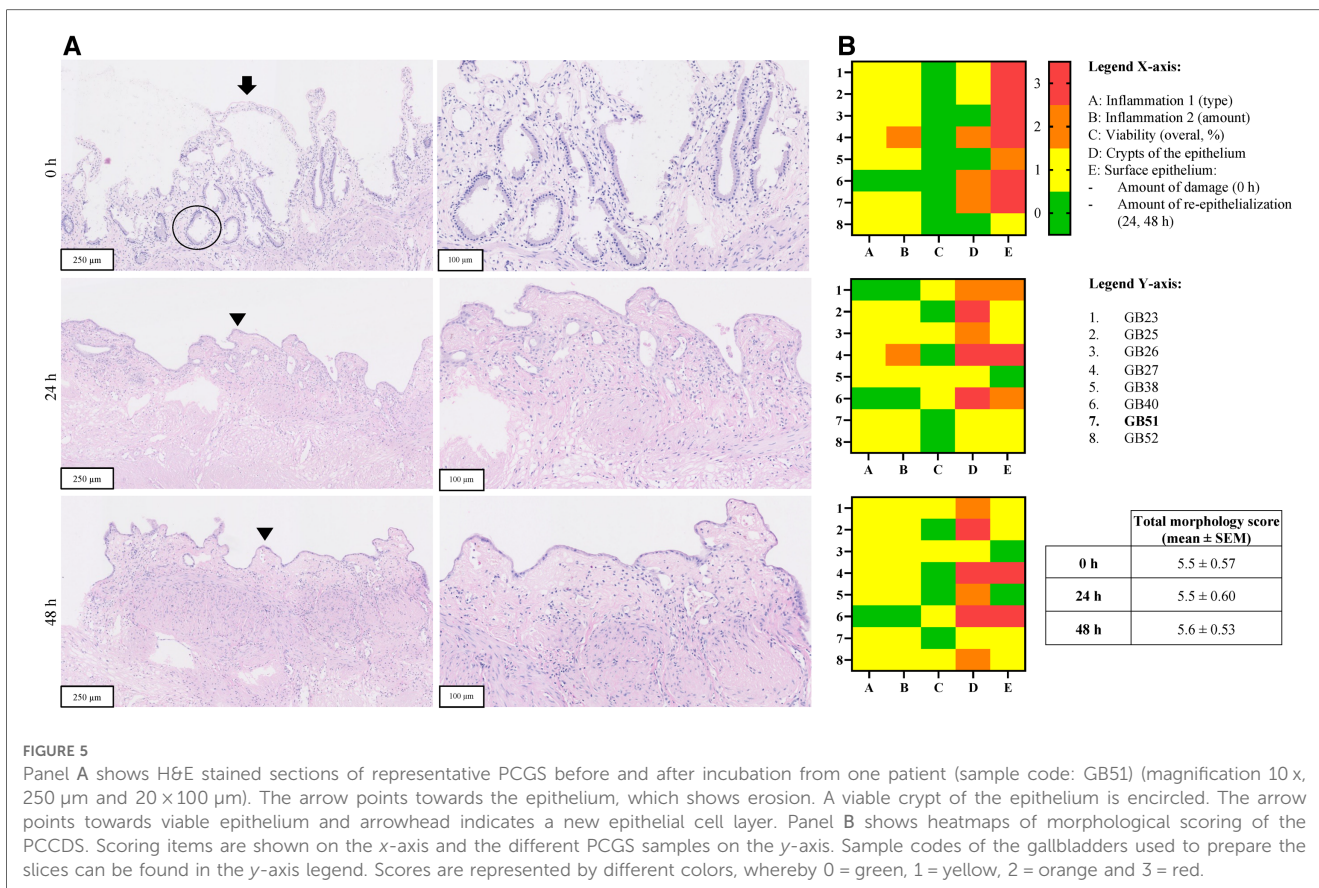 A
0 h
250 µm
100 µm
24 h
250 µm
100 µm
48 h
250 µm
100 µm
B
1
2
3
4
5
6
7
8
A B C D E
3
2
1
0
Legend X-axis:
A: Inflammation 1 (type)
B: Inflammation 2 (amount)
C: Viability (overal, %)
D: Crypts of the epithelium
E: Surface epithelium:
- Amount of damage (0 h)
- Amount of re-epithelialization
(24, 48 h)
1
2
3
4
5
6
7
8
A B C D E
Legend Y-axis:
1. GB23
2. GB25
3. GB26
4. GB27
5. GB38
6. GB40
7. GB51
8. GB52
1
2
3
4
5
6
7
8
A B C D E
Total morphology score
(mean ± SEM)
0 h 5.5 ± 0.57
24 h 5.5 ± 0.60
48 h 5.6 ± 0.53
FIGURE 5
Panel A shows H&E stained sections of representative PCGS before and after incubation from one patient (sample code: GB51) (magnification 10 x,
250 µm and 20 × 100 µm). The arrow points towards the epithelium, which shows erosion. A viable crypt of the epithelium is encircled. The arrow
points towards viable epithelium and arrowhead indicates a new epithelial cell layer. Panel B shows heatmaps of morphological scoring of the
PCCDS. Scoring items are shown on the x-axis and the different PCGS samples on the y-axis. Sample codes of the gallbladders used to prepare the
slices can be found in the y-axis legend. Scores are represented by different colors, whereby 0 = green, 1 = yellow, 2 = orange and 3 = red.